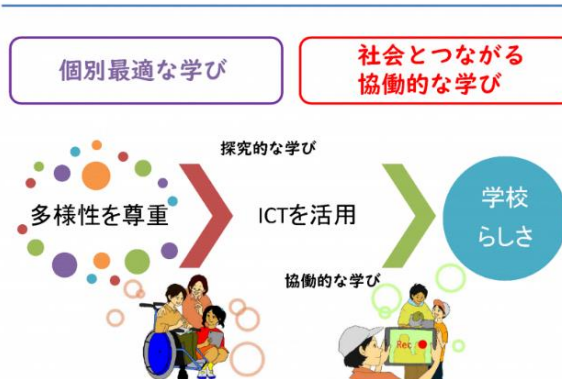 個別最適な学び
社会とつながる
協働的な学び
探究的な学び
多様性を尊重
ICTを活用
学校
らしさ
協働的な学び
Rec